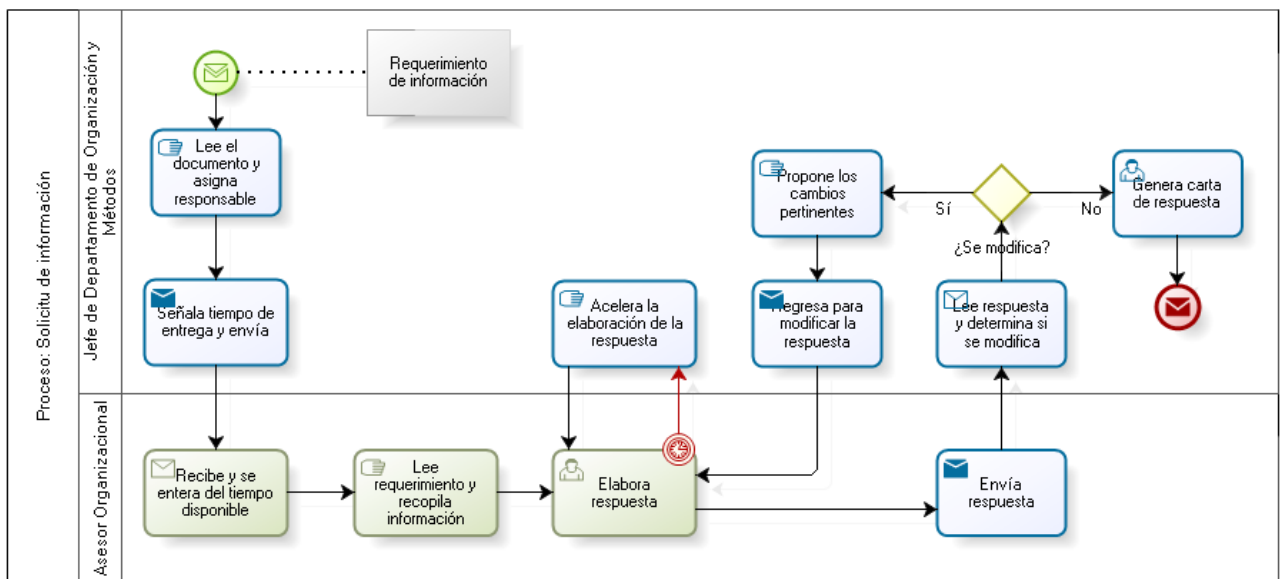 Proceso: Solicitu de información
Jefe de Departamento de Organización y
Métodos
Requerimiento
de información
Lee el
documento y
asigna
responsable
Señala tiempo de
entrega y envía
Acelera la
elaboración de la
respuesta
Propone los
cambios
pertinentes
Sí
No
¿Se modifica?
Genera carta
de respuesta
Regresa para
modificar la
respuesta
Lee respuesta
y determina si
se modifica
Asesor Organizacional
Recibe y se
entera del tiempo
disponible
Lee
requerimiento y
recopila
información
Elabora
respuesta
Envía
respuesta